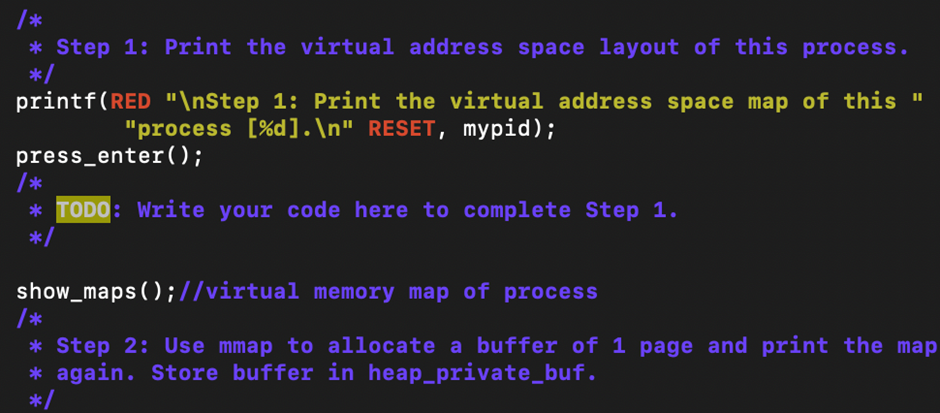 /*
 * Step 1: Print the virtual address space layout of this process.
 */
printf(RED "\nStep 1: Print the virtual address space map of this "
        "process [%d].\n" RESET, mypid);
press_enter();
/*
 * TODO: Write your code here to complete Step 1.
 */

show_maps();//virtual memory map of process
/*
 * Step 2: Use mmap to allocate a buffer of 1 page and print the map
 * again. Store buffer in heap_private_buf.
 */